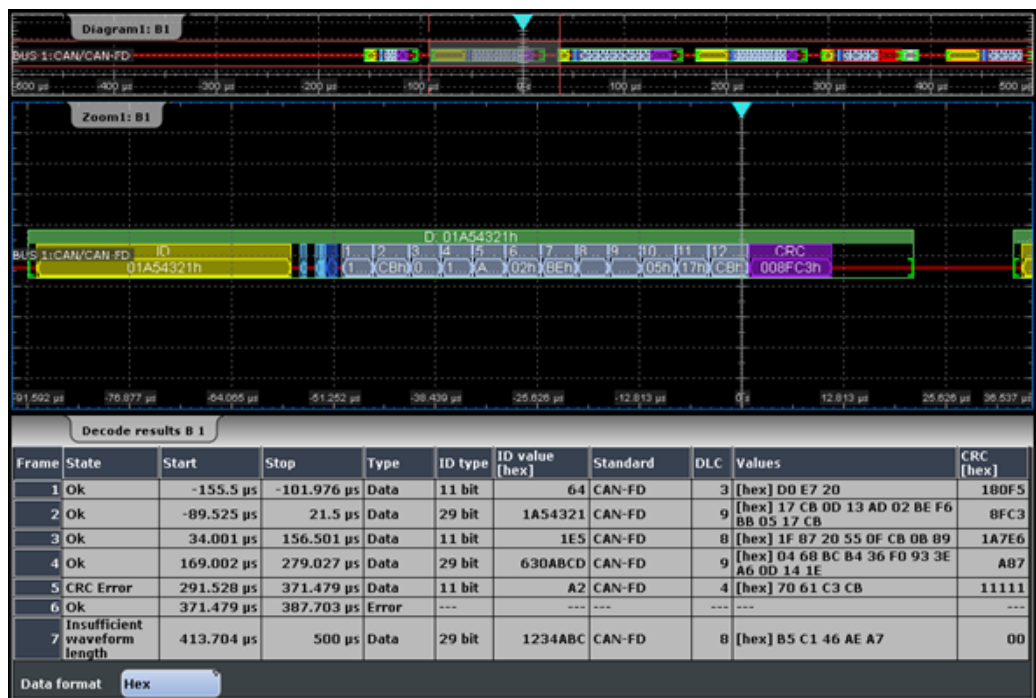 Diagram1: B1
BUS 1:CAN/CAN-FD
-600 µs -400 µs -300 µs -200 µs -100 µs 0 s 100 µs 200 µs 300 µs 400 µs 500 µs
Zoom1: B1
D: 01A54321h
BUS 1:CAN/CAN-FD ID 1... 2... 3... 4... 5... 6... 7... 8... 9... 10... 11... 12... CRC
01A54321h (1... CBh 0... 1... A... 02h BEh ... ... 05h 17h CBh 008FC3h
-91.592 µs -76.877 µs -64.065 µs -51.252 µs -38.439 µs -25.626 µs -12.813 µs 0 s 12.813 µs 25.626 µs 36.537 µs
Decode results B 1
Frame State Start Stop Type ID type ID value [hex] Standard DLC Values CRC [hex]
1 Ok -155.5 µs -101.976 µs Data 11 bit 64 CAN-FD 3 [hex] D0 E7 20 180F5
2 Ok -89.525 µs 21.5 µs Data 29 bit 1A54321 CAN-FD 9 [hex] 17 CB 0D 13 AD 02 BE F6 BB 05 17 CB 8FC3
3 Ok 34.001 µs 156.501 µs Data 11 bit 1E5 CAN-FD 8 [hex] 1F 87 20 55 0F CB 0B 89 1A7E6
4 Ok 169.002 µs 279.027 µs Data 29 bit 630ABCD CAN-FD 9 [hex] 04 68 BC B4 36 F0 93 3E A6 0D 14 1E A87
5 CRC Error 291.528 µs 371.479 µs Data 11 bit A2 CAN-FD 4 [hex] 70 61 C3 CB 11111
6 Ok 371.479 µs 387.703 µs Error --- --- --- --- --- ---
7 Insufficient waveform length 413.704 µs 500 µs Data 29 bit 1234ABC CAN-FD 8 [hex] B5 C1 46 AE A7 00
Data format Hex